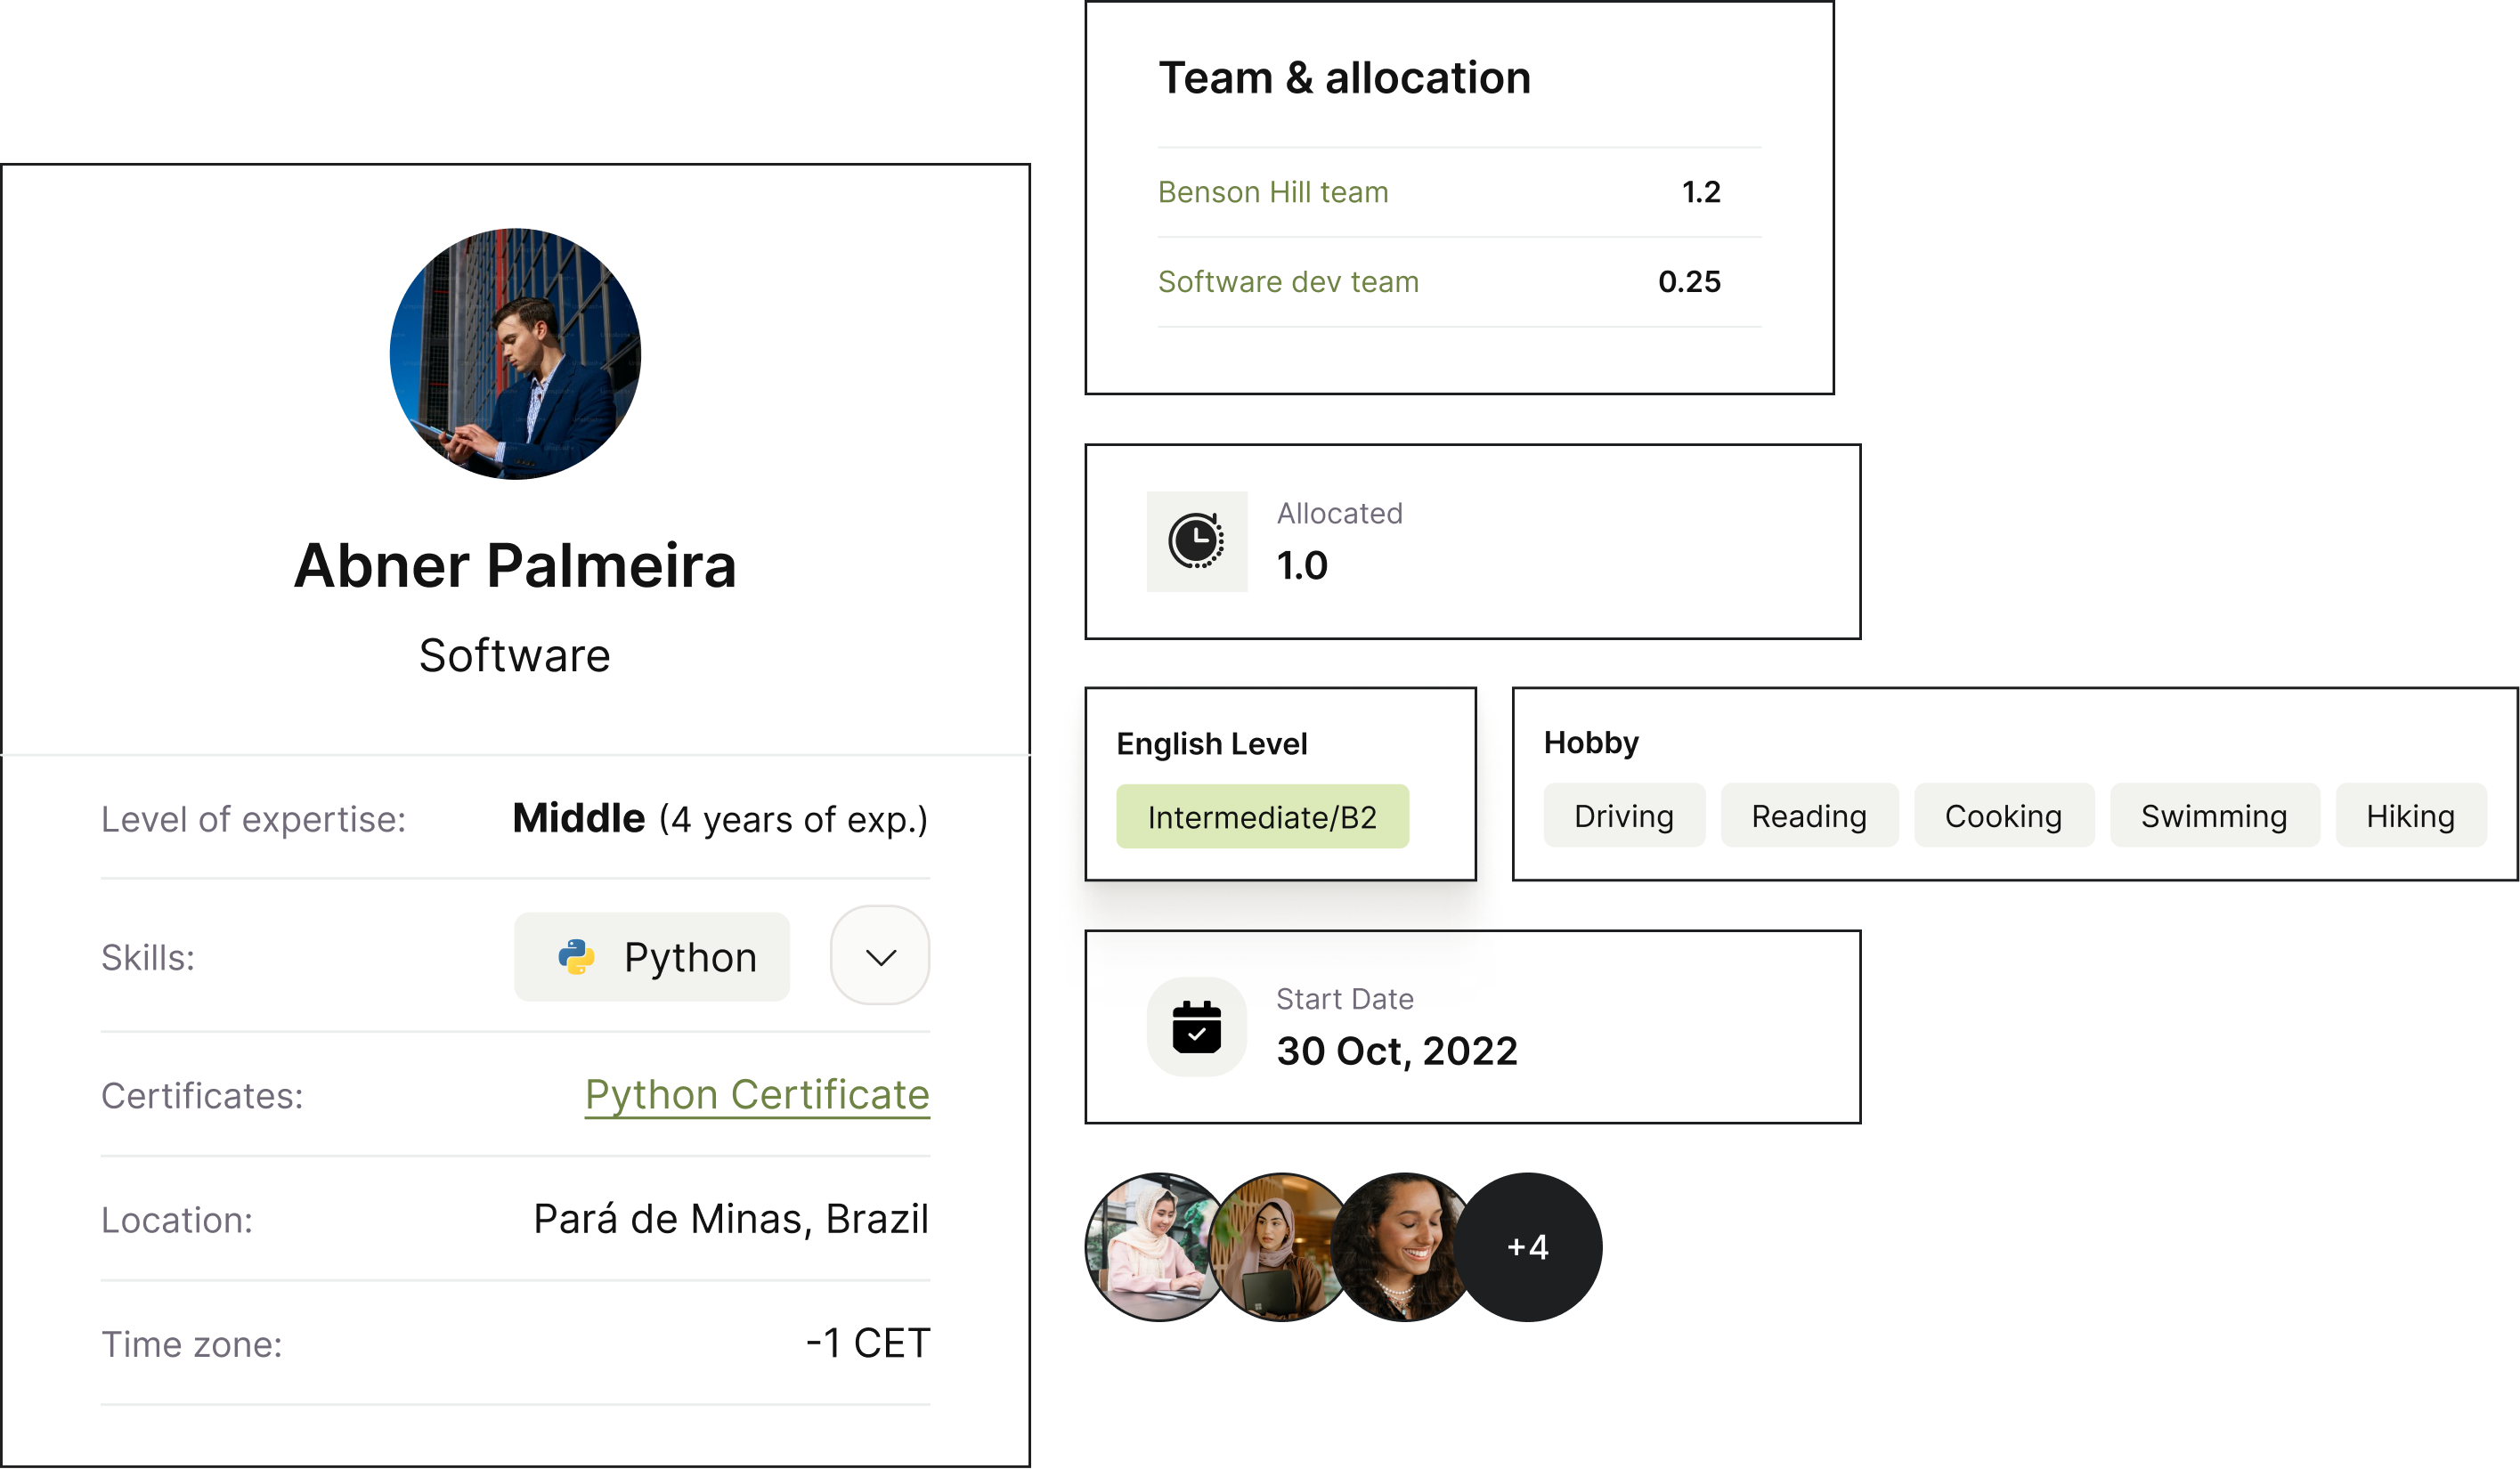 Abner Palmeira
Software
Level of expertise: Middle (4 years of exp.)
Skills: Python
Certificates: Python Certificate
Location: Pará de Minas, Brazil
Time zone: -1 CET
Team & allocation
Benson Hill team 1.2
Software dev team 0.25
Allocated
1.0
English Level
Intermediate/B2
Hobby
Driving Reading Cooking Swimming Hiking
Start Date
30 Oct, 2022
+4